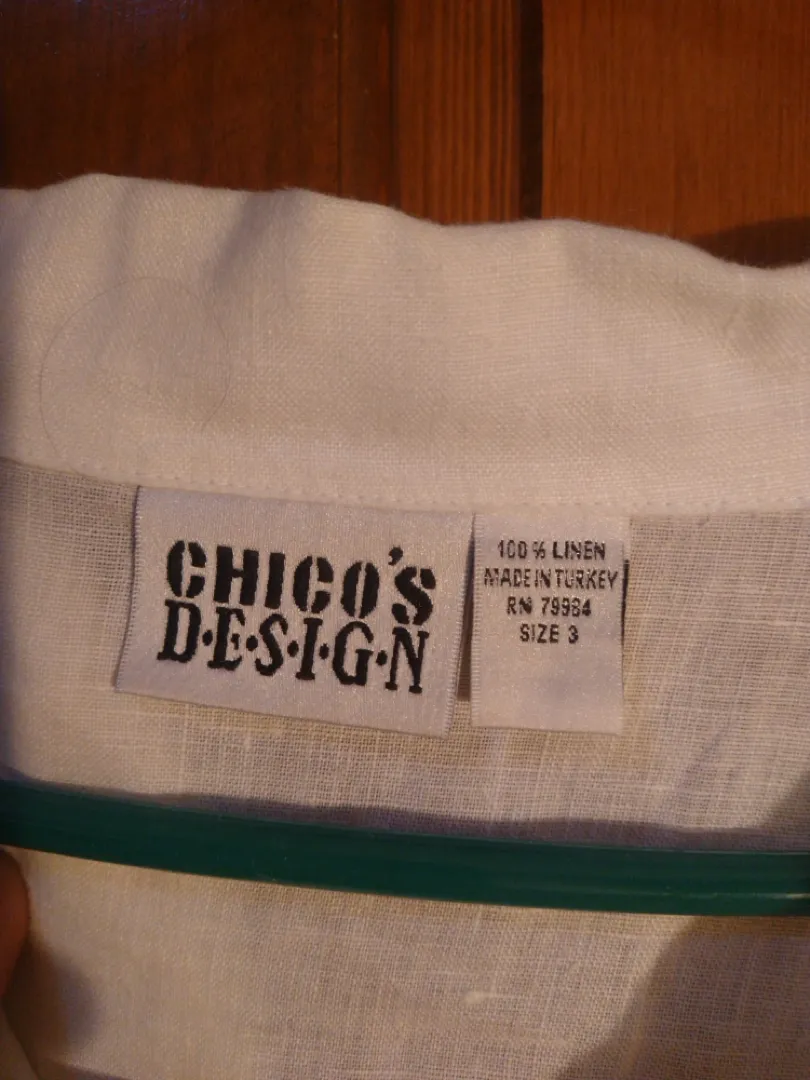 CHICO'S
D·E·S·I·G·N
100% LINEN
MADE IN TURKEY
RN 79984
SIZE 3